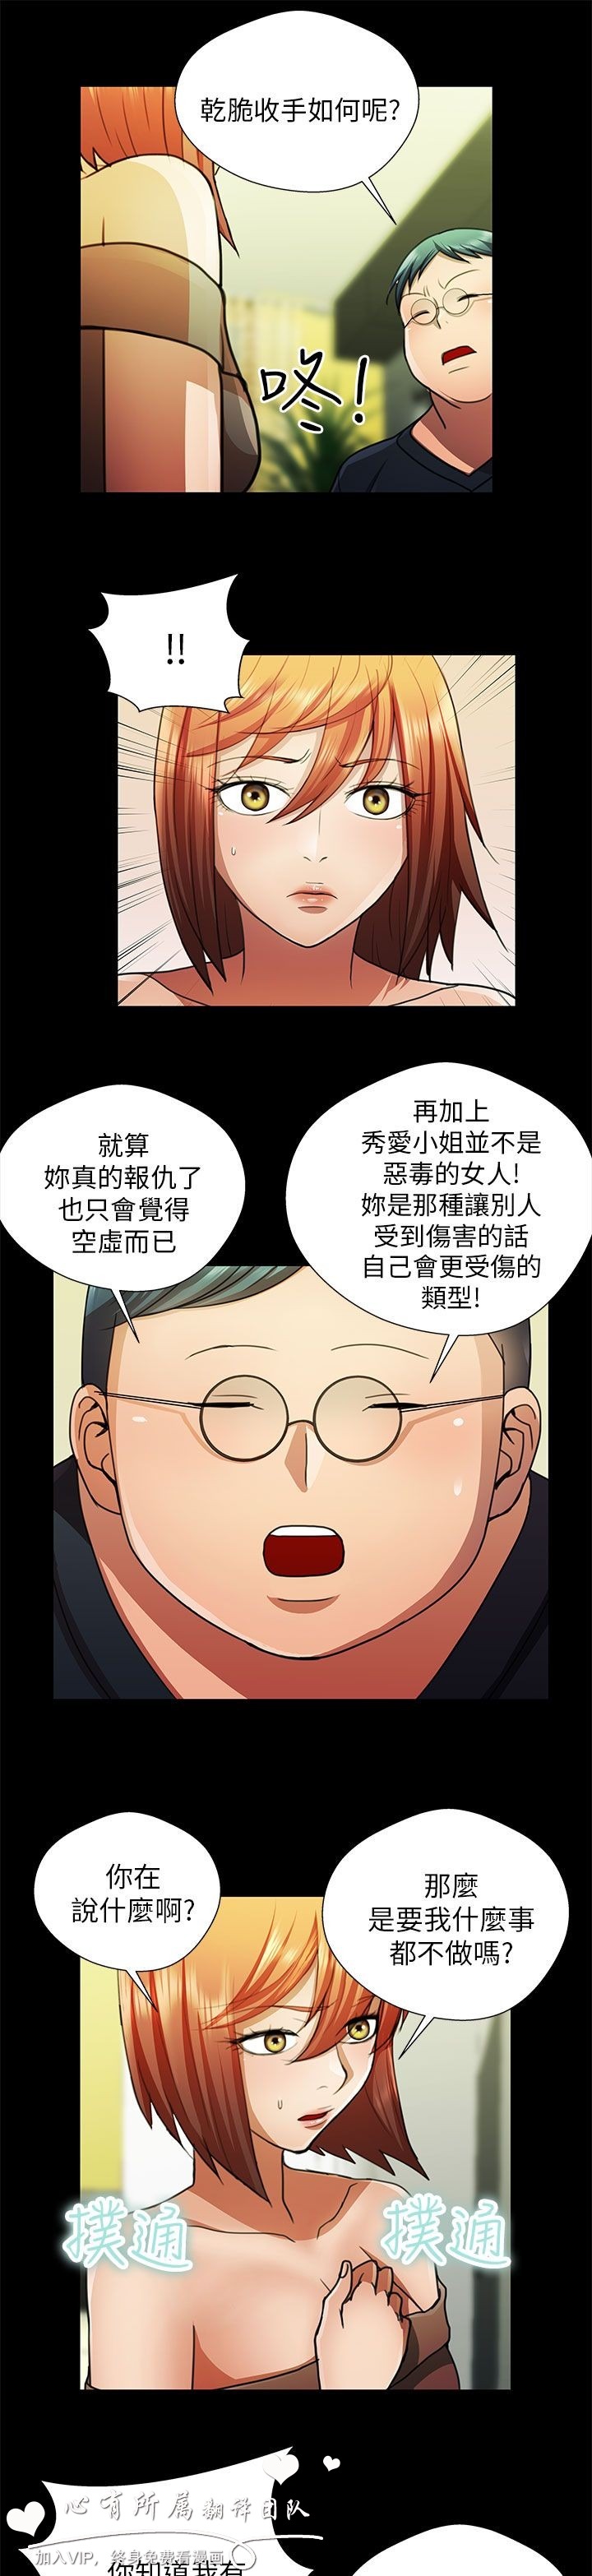 乾脆收手如何呢?
咚!
!!
就算
妳真的報仇了
也只會覺得
空虛而已
再加上
秀愛小姐並不是
惡毒的女人!
妳是那種讓別人
受到傷害的話
自己會更受傷的
類型!
你在
說什麼啊?
那麼
是要我什麼事
都不做嗎?
撲通
撲通
心有所属翻译团队
加入VIP，终身免费看漫画
你知道我有